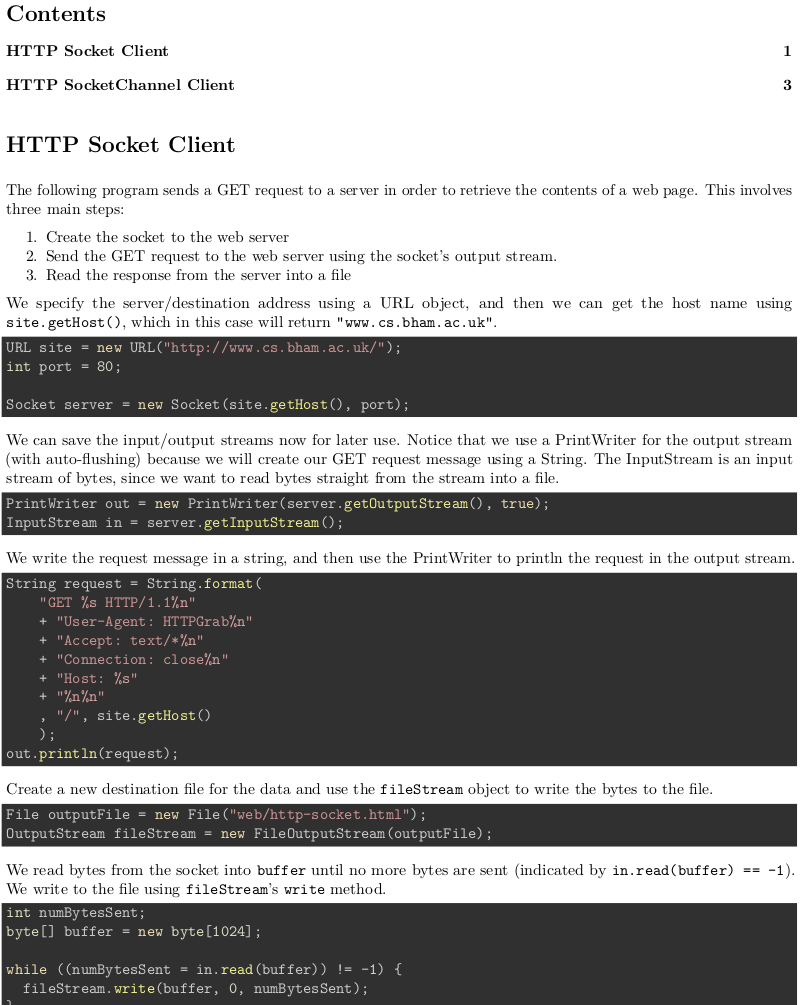 Contents
HTTP Socket Client 1
HTTP SocketChannel Client 3
HTTP Socket Client
The following program sends a GET request to a server in order to retrieve the contents of a web page. This involves
three main steps:
1. Create the socket to the web server
2. Send the GET request to the web server using the socket's output stream.
3. Read the response from the server into a file
We specify the server/destination address using a URL object, and then we can get the host name using
site.getHost(), which in this case will return "www.cs.bham.ac.uk".
URL site = new URL("http://www.cs.bham.ac.uk/");
int port = 80;
Socket server = new Socket(site.getHost(), port);
We can save the input/output streams now for later use. Notice that we use a PrintWriter for the output stream
(with auto-flushing) because we will create our GET request message using a String. The InputStream is an input
stream of bytes, since we want to read bytes straight from the stream into a file.
PrintWriter out = new PrintWriter(server.getOutputStream(), true);
InputStream in = server.getInputStream();
We write the request message in a string, and then use the PrintWriter to println the request in the output stream.
String request = String.format(
"GET %s HTTP/1.1%n"
+ "User-Agent: HTTPGrab%n"
+ "Accept: text/*%n"
+ "Connection: close%n"
+ "Host: %s"
+ "%n%n"
, "/", site.getHost()
);
out.println(request);
Create a new destination file for the data and use the fileStream object to write the bytes to the file.
File outputFile = new File("web/http-socket.html");
OutputStream fileStream = new FileOutputStream(outputFile);
We read bytes from the socket into buffer until no more bytes are sent (indicated by in.read(buffer) == -1).
We write to the file using fileStream's write method.
int numBytesSent;
byte[] buffer = new byte[1024];
while ((numBytesSent = in.read(buffer)) != -1) {
fileStream.write(buffer, 0, numBytesSent);